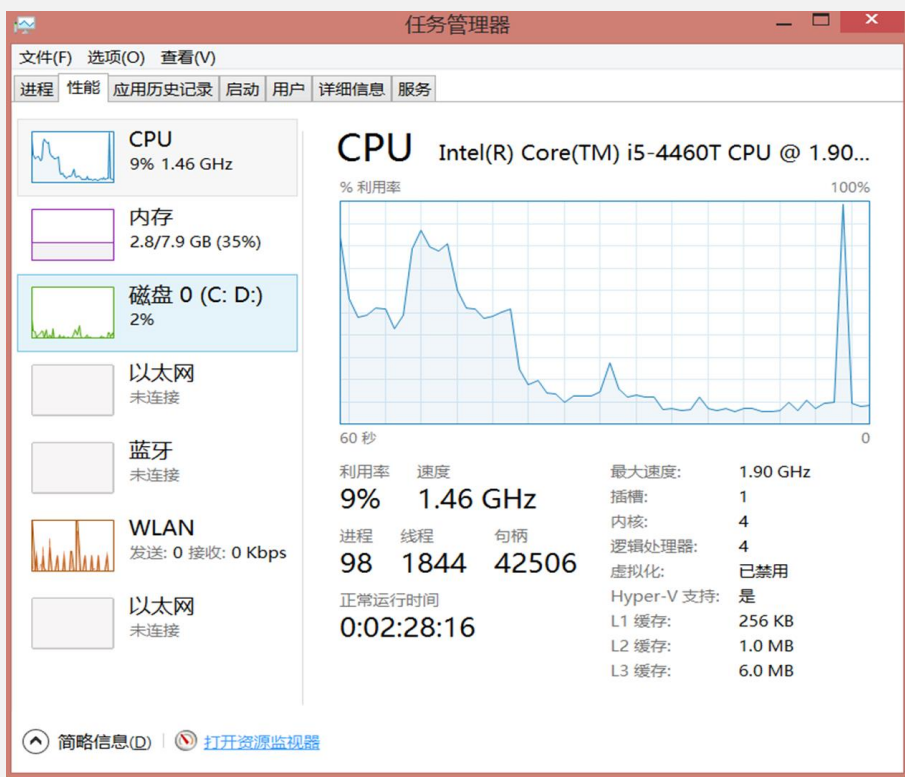 任务管理器
文件(F) 选项(O) 查看(V)
进程 性能 应用历史记录 启动 用户 详细信息 服务
CPU
9% 1.46 GHz
内存
2.8/7.9 GB (35%)
磁盘 0 (C: D:)
2%
以太网
未连接
蓝牙
未连接
WLAN
发送: 0 接收: 0 Kbps
以太网
未连接
CPU Intel(R) Core(TM) i5-4460T CPU @ 1.90...
% 利用率 100%
60 秒 0
利用率 速度
9% 1.46 GHz
进程 线程 句柄
98 1844 42506
正常运行时间
0:02:28:16
最大速度: 1.90 GHz
插槽: 1
内核: 4
逻辑处理器: 4
虚拟化: 已禁用
Hyper-V 支持: 是
L1 缓存: 256 KB
L2 缓存: 1.0 MB
L3 缓存: 6.0 MB
简略信息(D) 打开资源监视器